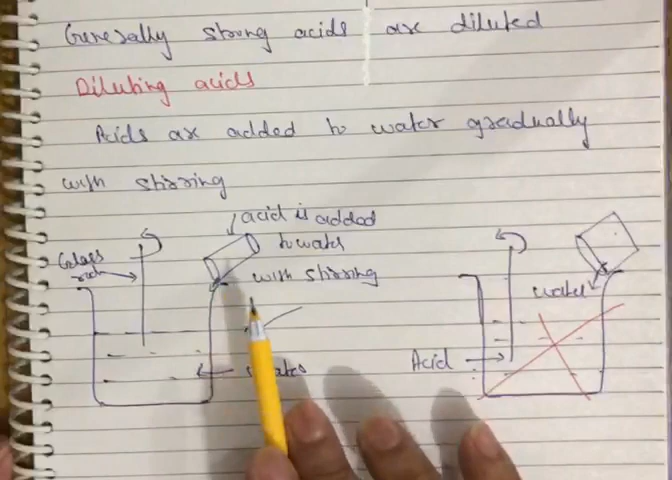 Generally strong acids are diluted
Diluting acids
Acids are added to water gradually
with stirring
acid is added
to water
with stirring
Glass
rod
water
Acid